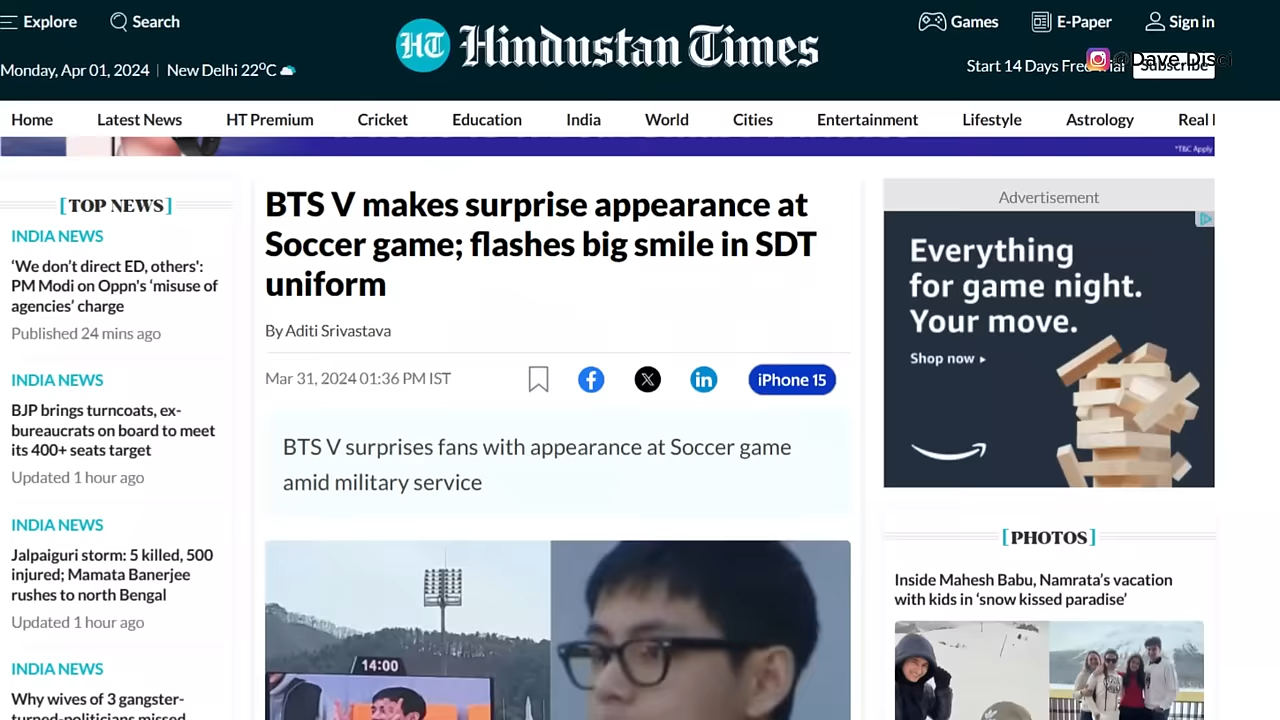 Explore
Search
HT
Hindustan Times
Games
E-Paper
Sign in
Monday, Apr 01, 2024
New Delhi 22°C
Start 14 Days Free
@Dave.Disci
Subscribe
Home
Latest News
HT Premium
Cricket
Education
India
World
Cities
Entertainment
Lifestyle
Astrology
Real
*T&C Apply
[TOP NEWS]
INDIA NEWS
‘We don’t direct ED, others':
PM Modi on Oppn's ‘misuse of
agencies’ charge
Published 24 mins ago
INDIA NEWS
BJP brings turncoats, ex-
bureaucrats on board to meet
its 400+ seats target
Updated 1 hour ago
INDIA NEWS
Jalpaiguri storm: 5 killed, 500
injured; Mamata Banerjee
rushes to north Bengal
Updated 1 hour ago
INDIA NEWS
Why wives of 3 gangster-
turned-politicians missed
BTS V makes surprise appearance at
Soccer game; flashes big smile in SDT
uniform
By Aditi Srivastava
Mar 31, 2024 01:36 PM IST
iPhone 15
BTS V surprises fans with appearance at Soccer game
amid military service
14:00
Advertisement
Everything
for game night.
Your move.
Shop now
[PHOTOS]
Inside Mahesh Babu, Namrata’s vacation
with kids in ‘snow kissed paradise’